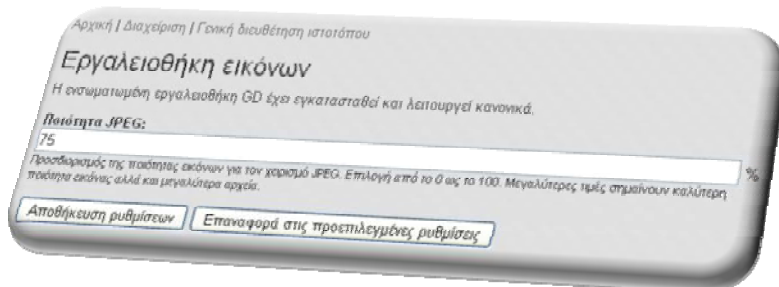 Αρχική | Διαχείριση | Γενική διευθέτηση ιστοτόπου
Εργαλειοθήκη εικόνων
Η ενσωματωμένη εργαλειοθήκη GD έχει εγκατασταθεί και λειτουργεί κανονικά.
Ποιότητα JPEG:
75 %
Προσδιορισμός της ποιότητας εικόνων για τον χειρισμό JPEG. Επιλογή από το 0 ως το 100. Μεγαλύτερες τιμές σημαίνουν καλύτερη
ποιότητα εικόνας αλλά και μεγαλύτερα αρχεία.
Αποθήκευση ρυθμίσεων Επαναφορά στις προεπιλεγμένες ρυθμίσεις